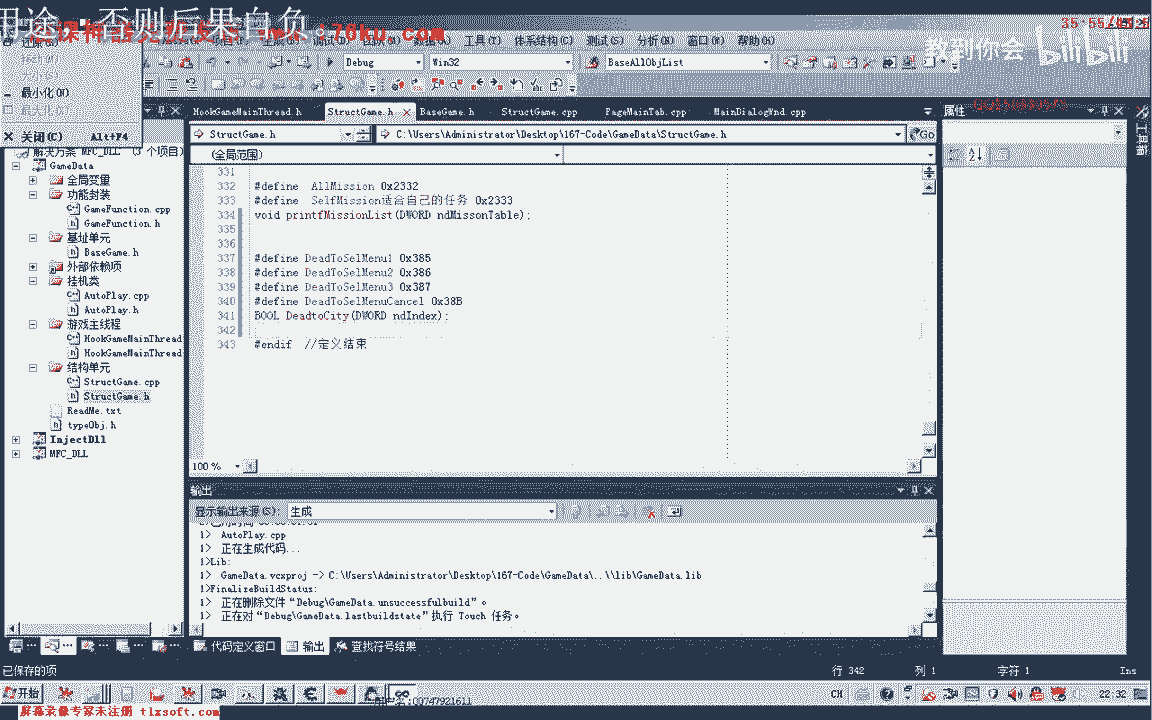 用途，否则后果自负。
76ku.com
35-55
教到你会 bilibili
还原(R)
最小化(N)
关闭(C) Alt+F4
工具(T) 体系结构(C) 测试(S) 分析(N) 窗口(W) 帮助(H)
Debug Win32 BaseAllObjList
HookGameMainThread.h StructGame.h BaseGame.h StructGame.cpp PageMainTab.cpp MainDialogWnd.cpp
属性
工具箱
StructGame.h C:\Users\Administrator\Desktop\167-Code\GameData\StructGame.h Go
(全局范围)
解决方案 MFC_DLL (3 个项目)
GameData
全局变量
功能封装
GameFunction.cpp
GameFunction.h
基址单元
BaseGame.h
外部依赖项
挂机类
AutoPlay.cpp
AutoPlay.h
游戏主线程
HookGameMainThread
HookGameMainThread
结构单元
StructGame.cpp
StructGame.h
ReadMe.txt
typeObj.h
InjectDll
MFC_DLL
331
332 #define AllMission 0x2332
333 #define SelfMission适合自己的任务 0x2333
334 void printfMissionList(DWORD ndMissonTable);
335
336
337 #define DeadToSelMenu1 0x385
338 #define DeadToSelMenu2 0x386
339 #define DeadToSelMenu3 0x387
340 #define DeadToSelMenuCancel 0x38B
341 BOOL DeadtoCity(DWORD ndIndex);
342
343 #endif //定义结束
100 %
输出
显示输出来源(S): 生成
1> AutoPlay.cpp
1> 正在生成代码...
1>Lib:
1> GameData.vcxproj -> C:\Users\Administrator\Desktop\167-Code\GameData\..\\lib\GameData.lib
1>FinalizeBuildStatus:
1> 正在删除文件“Debug\GameData.unsuccessfulbuild”。
1> 正在对“Debug\GameData.lastbuildstate”执行 Touch 任务。
代码定义窗口 输出 查找符号结果
已保存的项 行 342 列 1 字符 1 Ins
开始 CH 22:32
屏幕录像专家未注册 tlxsoft.com